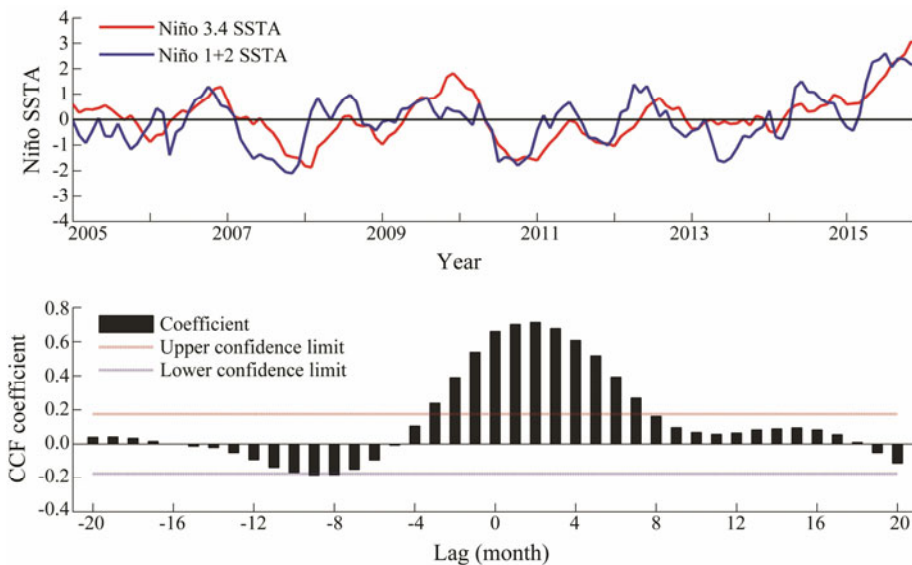 4
3
2
1
0
-1
-2
-3
-4
Niño SSTA
Niño 3.4 SSTA
Niño 1+2 SSTA
2005 2007 2009 2011 2013 2015
Year
0.8
0.6
0.4
0.2
0.0
-0.2
-0.4
CCF coefficient
Coefficient
Upper confidence limit
Lower confidence limit
-20 -16 -12 -8 -4 0 4 8 12 16 20
Lag (month)